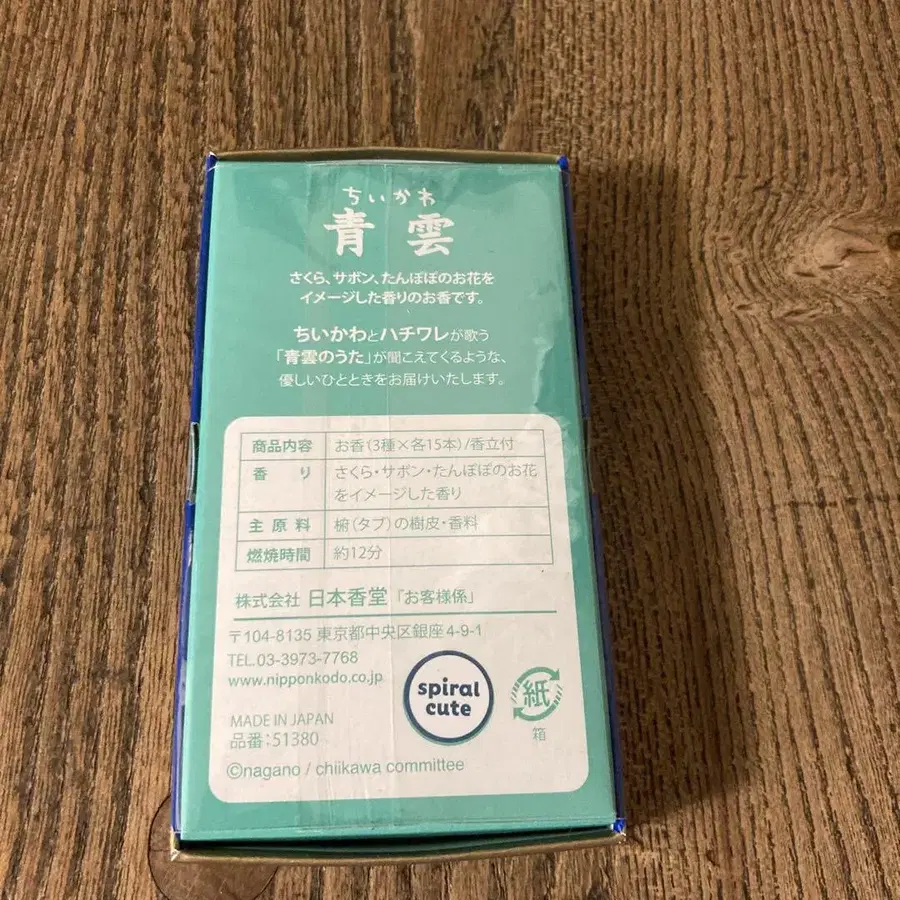 ちいかわ
青雲
さくら、サボン、たんぽぽのお花を
イメージした香りのお香です。
ちいかわとハチワレが歌う
「青雲のうた」が聞こえてくるような、
優しいひとときをお届けいたします。
商品内容 お香(3種×各15本)/香立付
香り さくら・サボン・たんぽぽのお花
をイメージした香り
主原料 椨(タブ)の樹皮・香料
燃焼時間 約12分
株式会社 日本香堂 「お客様係」
〒104-8135 東京都中央区銀座4-9-1
TEL.03-3973-7768
www.nipponkodo.co.jp
spiral
cute
紙
箱
MADE IN JAPAN
品番:51380
©nagano / chiikawa committee